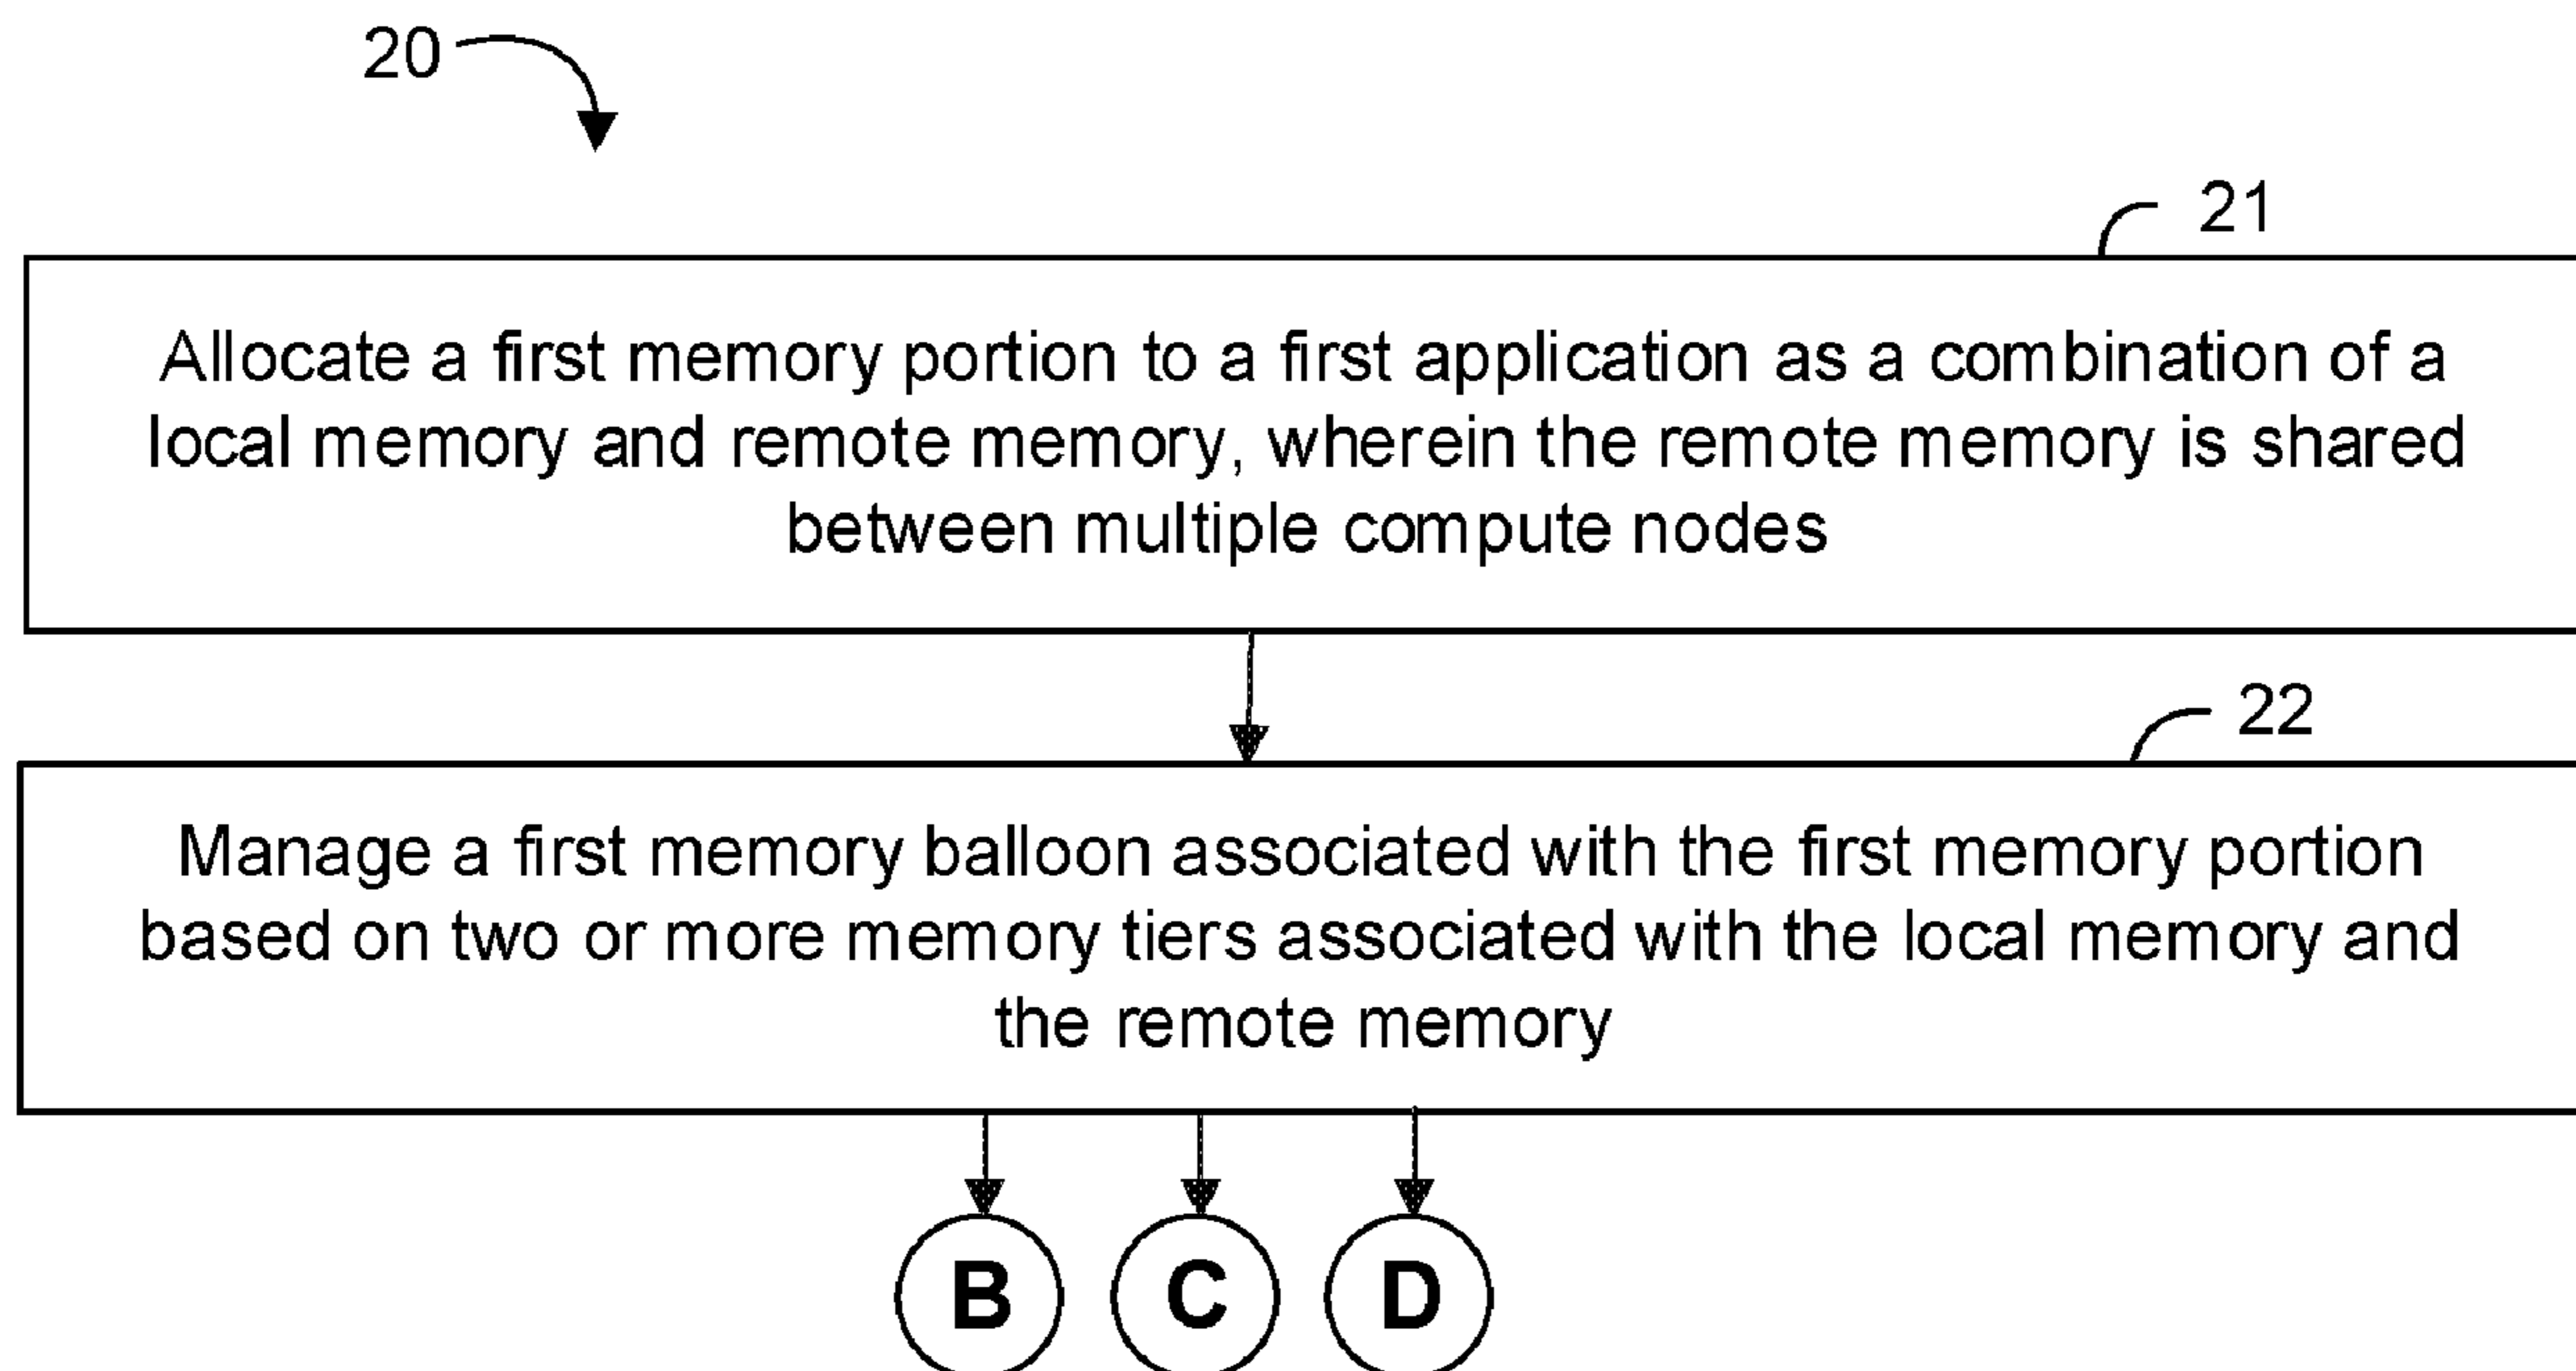 20
21
Allocate a first memory portion to a first application as a combination of a
local memory and remote memory, wherein the remote memory is shared
between multiple compute nodes
22
Manage a first memory balloon associated with the first memory portion
based on two or more memory tiers associated with the local memory and
the remote memory
B C D